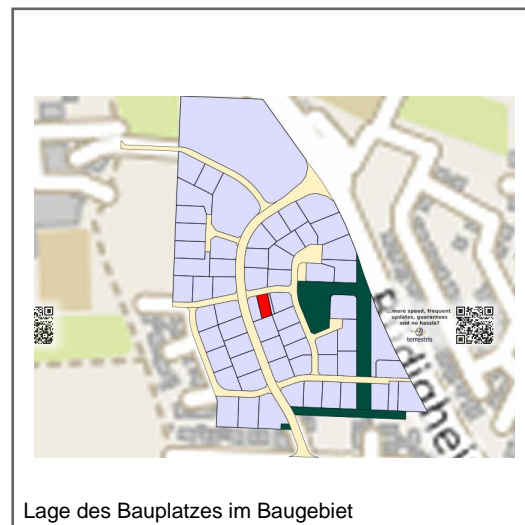 ...more speed, frequent
updates, guarantees
and no hassle?
terrestris
Lage des Bauplatzes im Baugebiet